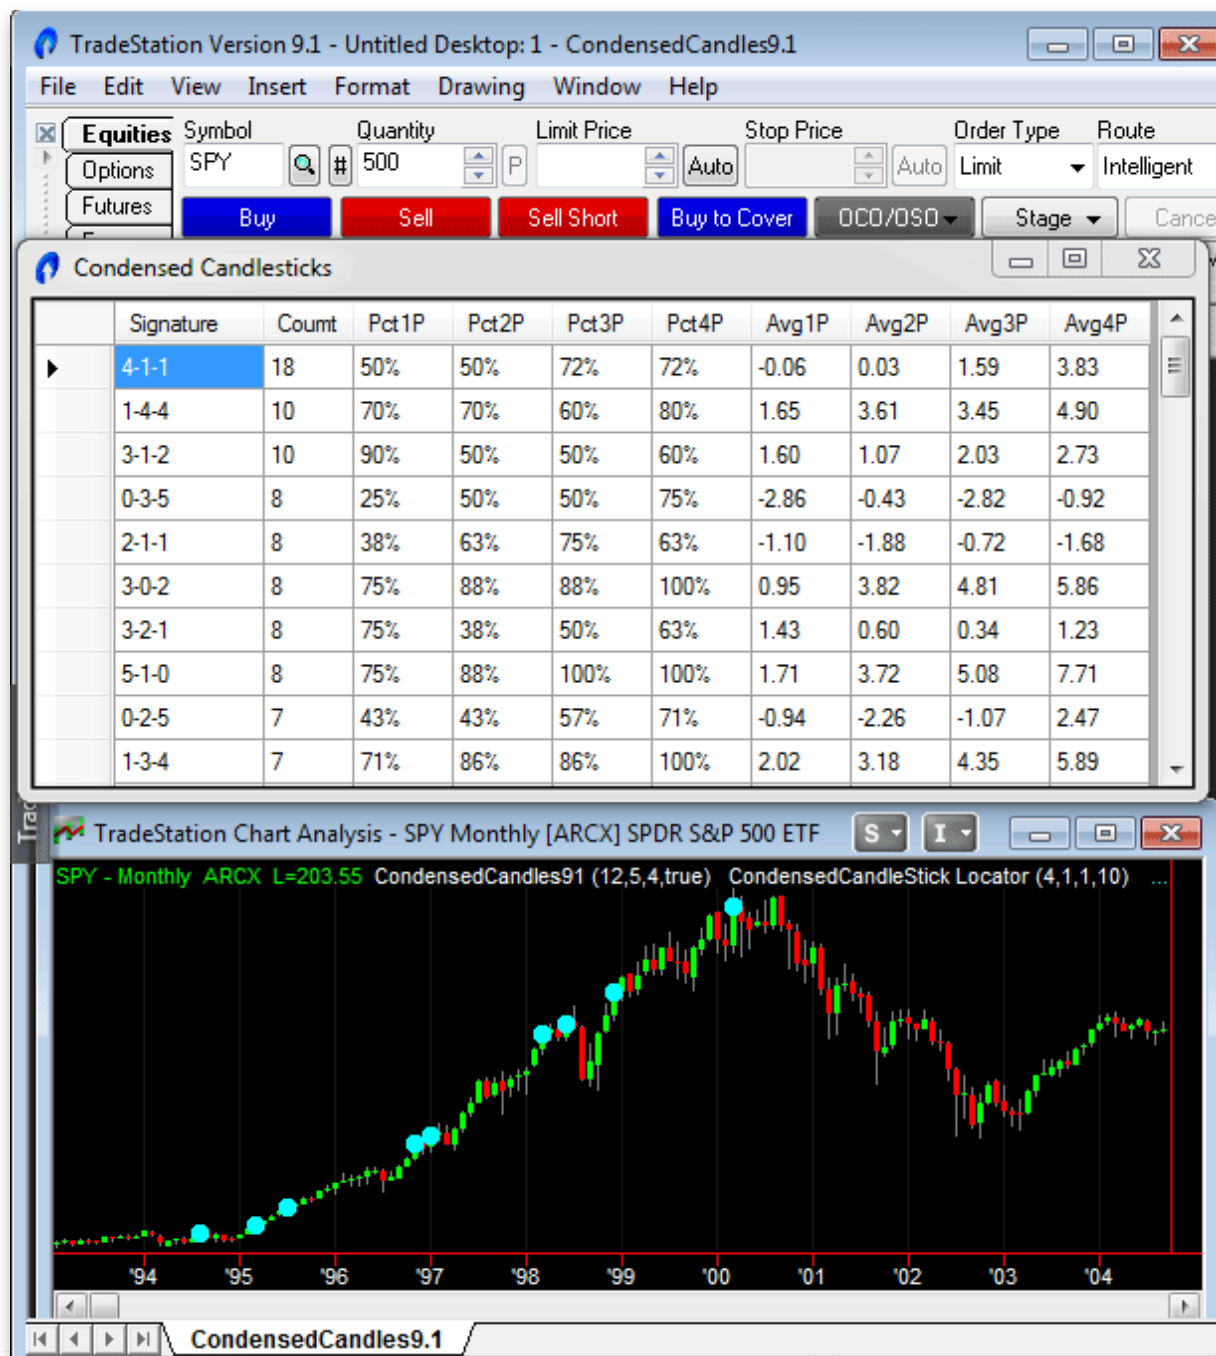 TradeStation Version 9.1 - Untitled Desktop: 1 - CondensedCandles9.1
File Edit View Insert Format Drawing Window Help
Equities Symbol Quantity Limit Price Stop Price Order Type Route
Options SPY # 500 P Auto Auto Limit Intelligent
Futures Buy Sell Sell Short Buy to Cover OCO/OSO Stage Cance
Condensed Candlesticks
Signature Coumt Pct1P Pct2P Pct3P Pct4P Avg1P Avg2P Avg3P Avg4P
4-1-1 18 50% 50% 72% 72% -0.06 0.03 1.59 3.83
1-4-4 10 70% 70% 60% 80% 1.65 3.61 3.45 4.90
3-1-2 10 90% 50% 50% 60% 1.60 1.07 2.03 2.73
0-3-5 8 25% 50% 50% 75% -2.86 -0.43 -2.82 -0.92
2-1-1 8 38% 63% 75% 63% -1.10 -1.88 -0.72 -1.68
3-0-2 8 75% 88% 88% 100% 0.95 3.82 4.81 5.86
3-2-1 8 75% 38% 50% 63% 1.43 0.60 0.34 1.23
5-1-0 8 75% 88% 100% 100% 1.71 3.72 5.08 7.71
0-2-5 7 43% 43% 57% 71% -0.94 -2.26 -1.07 2.47
1-3-4 7 71% 86% 86% 100% 2.02 3.18 4.35 5.89
Trad
TradeStation Chart Analysis - SPY Monthly [ARCX] SPDR S&P 500 ETF S I
SPY - Monthly ARCX L=203.55 CondensedCandles91 (12,5,4,true) CondensedCandleStick Locator (4,1,1,10) ...
'94 '95 '96 '97 '98 '99 '00 '01 '02 '03 '04
CondensedCandles9.1